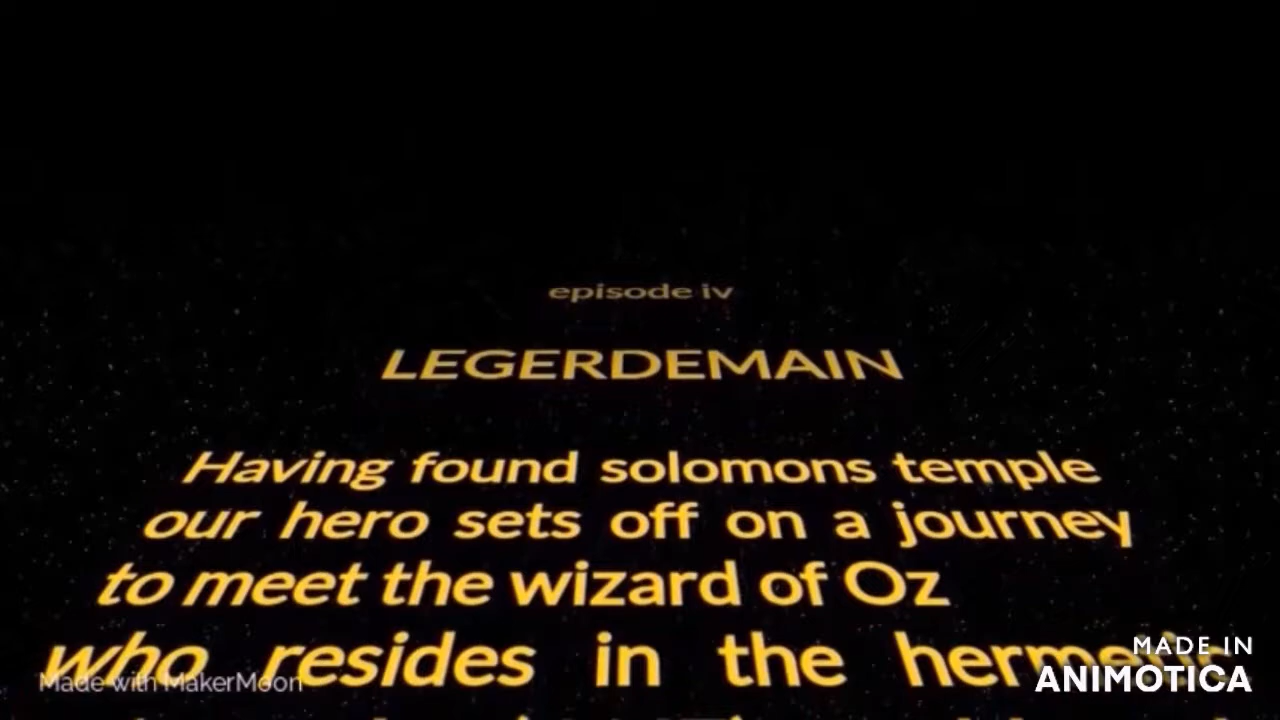 episode iv
LEGERDEMAIN
Having found solomons temple
our hero sets off on a journey
to meet the wizard of Oz
who resides in the
Made with MakerMoon
MADE IN
ANIMOTICA